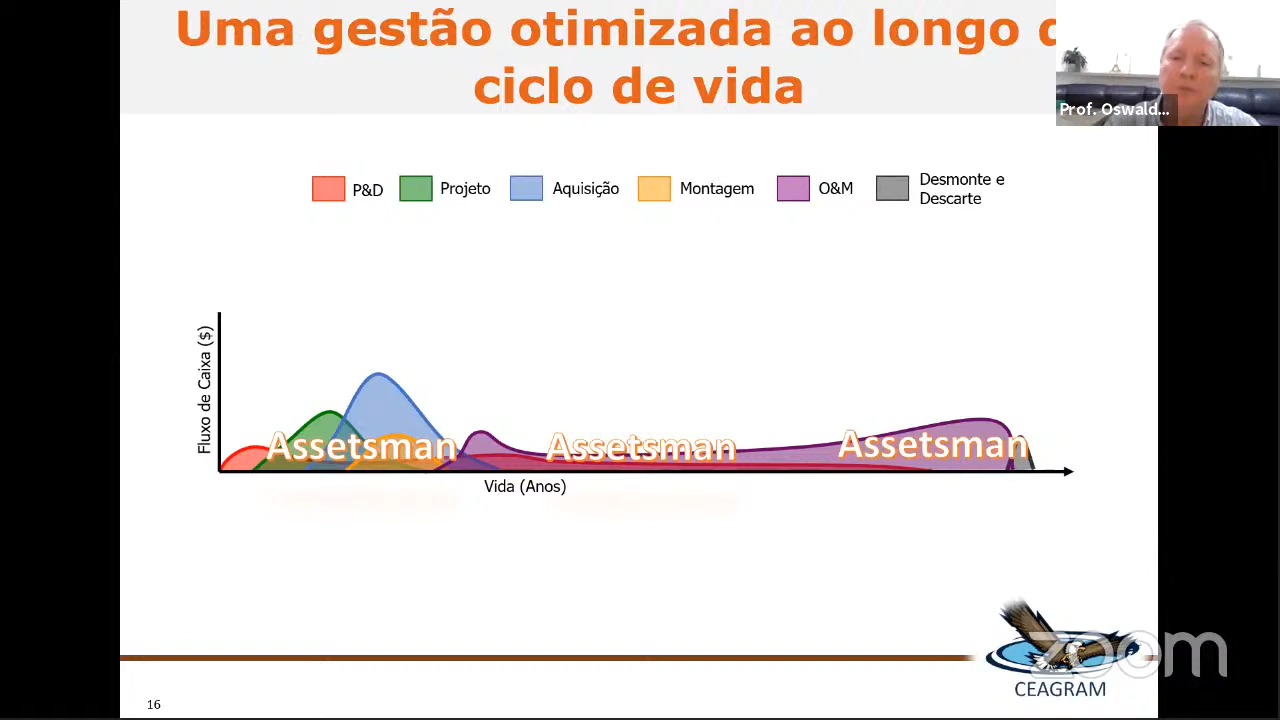 Uma gestão otimizada ao longo d
ciclo de vida
Prof. Oswald...
P&D
Projeto
Aquisição
Montagem
O&M
Desmonte e
Descarte
Fluxo de Caixa ($)
Assetsman
Assetsman
Assetsman
Vida (Anos)
zoom
CEAGRAM
16